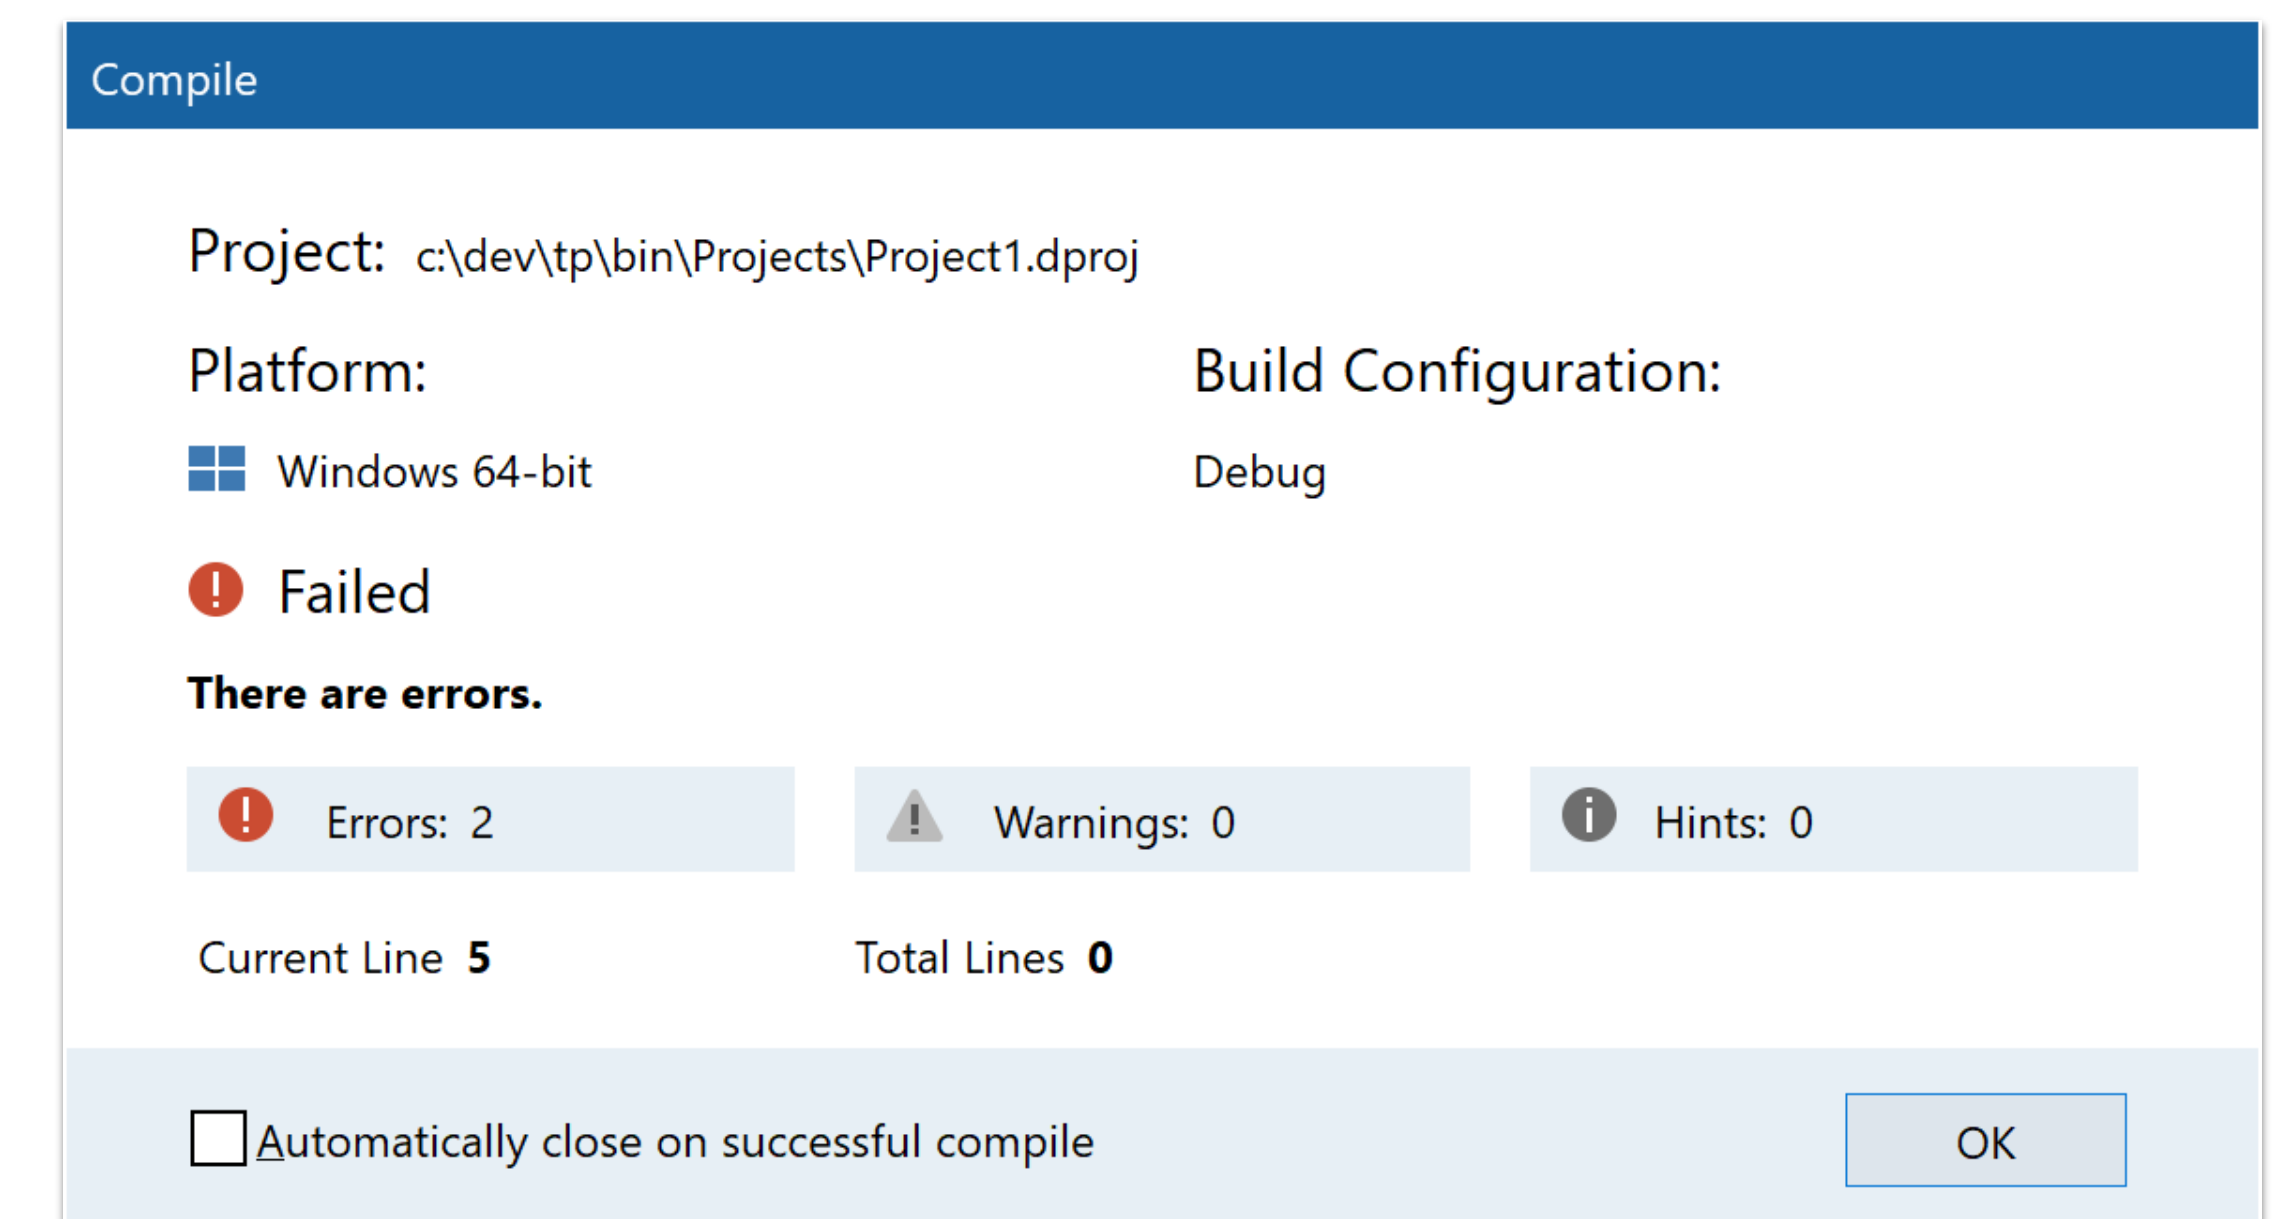 Compile
Project: c:\dev\tp\bin\Projects\Project1.dproj
Platform: Build Configuration:
Windows 64-bit Debug
Failed
There are errors.
Errors: 2 Warnings: 0 Hints: 0
Current Line 5 Total Lines 0
Automatically close on successful compile OK